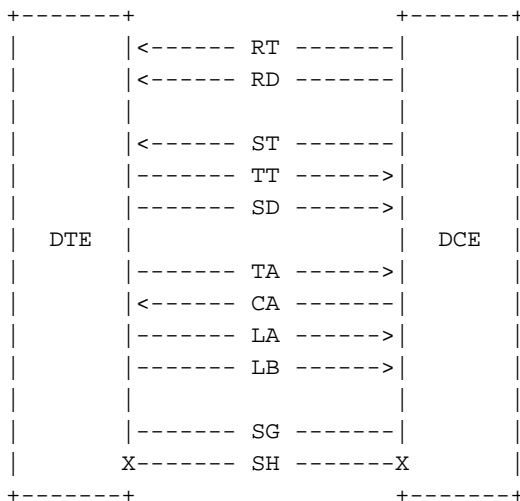 +-------+                +-------+
|       |<------ RT -------|       |
|       |<------ RD -------|       |
|       |                |       |
|       |<------ ST -------|       |
|       |------- TT ------>|       |
|       |------- SD ------>|       |
|  DTE  |                |  DCE  |
|       |------- TA ------>|       |
|       |<------ CA -------|       |
|       |------- LA ------>|       |
|       |------- LB ------>|       |
|       |                |       |
|       |------- SG -------|       |
|       X------- SH -------X       |
+-------+                +-------+